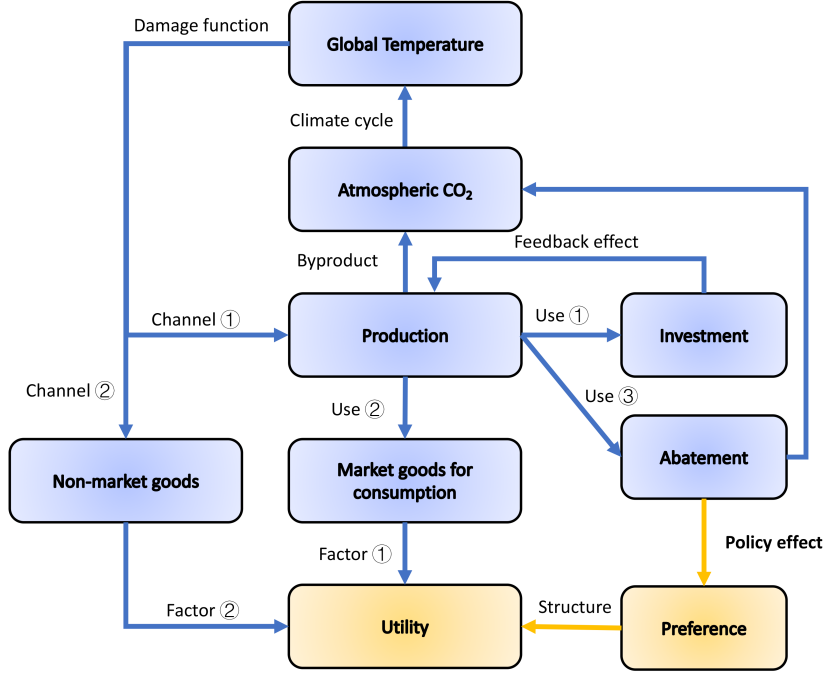 Damage function
Global Temperature
Climate cycle
Atmospheric CO₂
Feedback effect
Byproduct
Channel ①
Production
Use ①
Investment
Channel ②
Use ②
Use ③
Non-market goods
Market goods for
consumption
Abatement
Factor ①
Policy effect
Factor ②
Utility
Structure
Preference